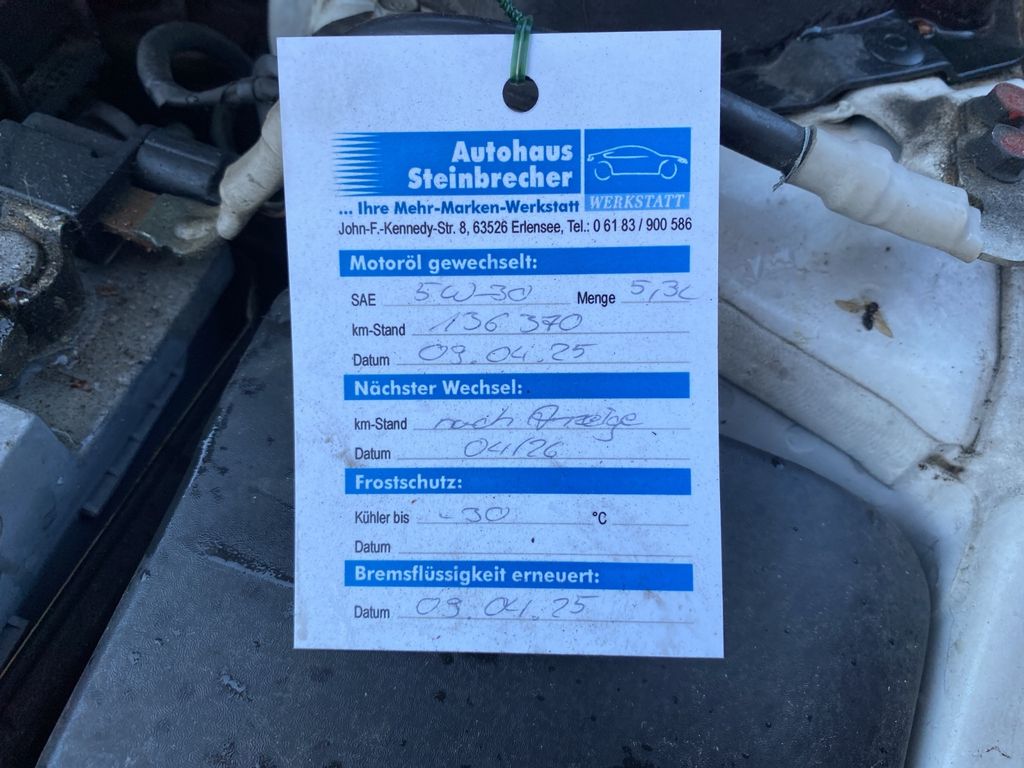 Autohaus
Steinbrecher
WERKSTATT
... Ihre Mehr-Marken-Werkstatt
John-F.-Kennedy-Str. 8, 63526 Erlensee, Tel.: 0 61 83 / 900 586
Motoröl gewechselt:
SAE 5W-30 Menge 5,3L
km-Stand 136 370
Datum 09.04.25
Nächster Wechsel:
km-Stand nach Anzeige
Datum 04/26
Frostschutz:
Kühler bis -30 °C
Datum
Bremsflüssigkeit erneuert:
Datum 09.04.25